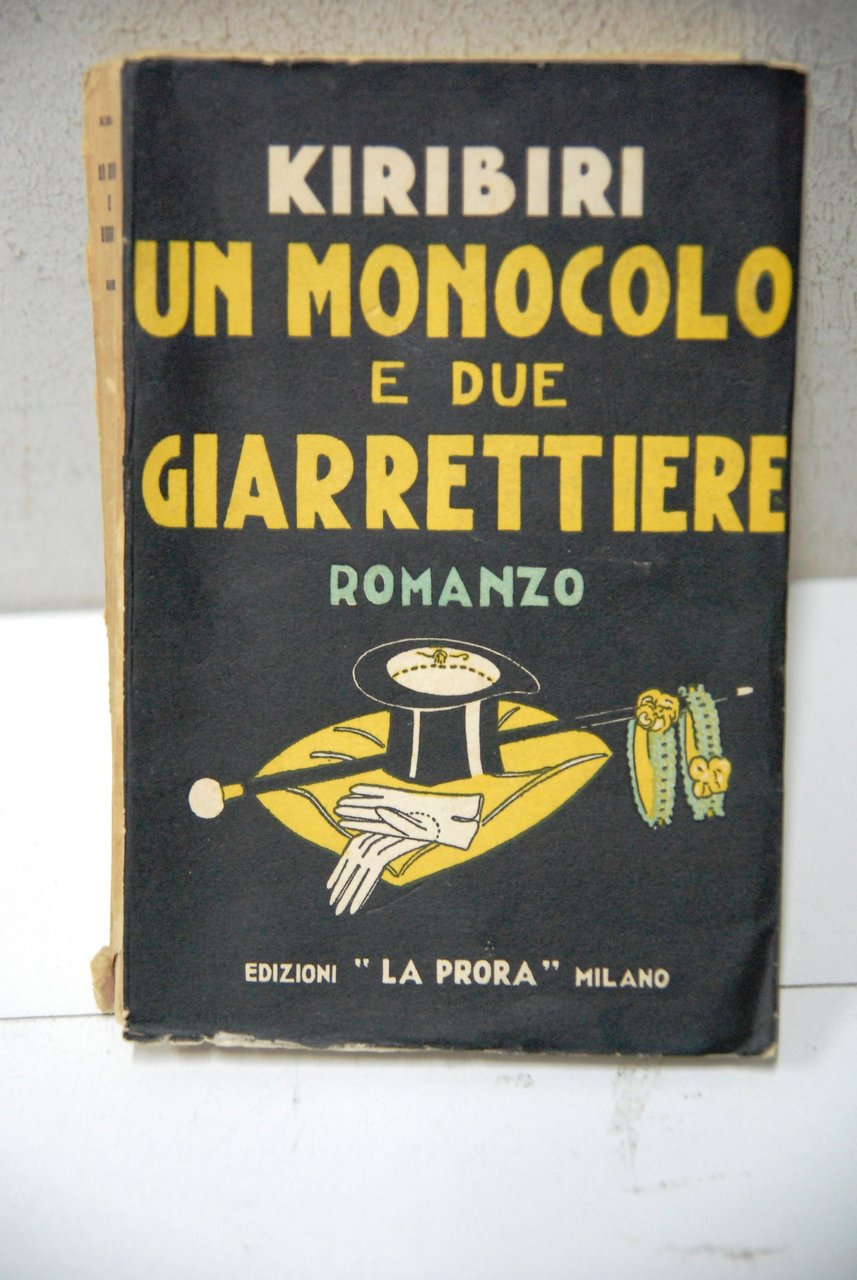 KIRIBIRI
UN MONOCOLO
E DUE
GIARRETTIERE
ROMANZO
EDIZIONI "LA PRORA" MILANO